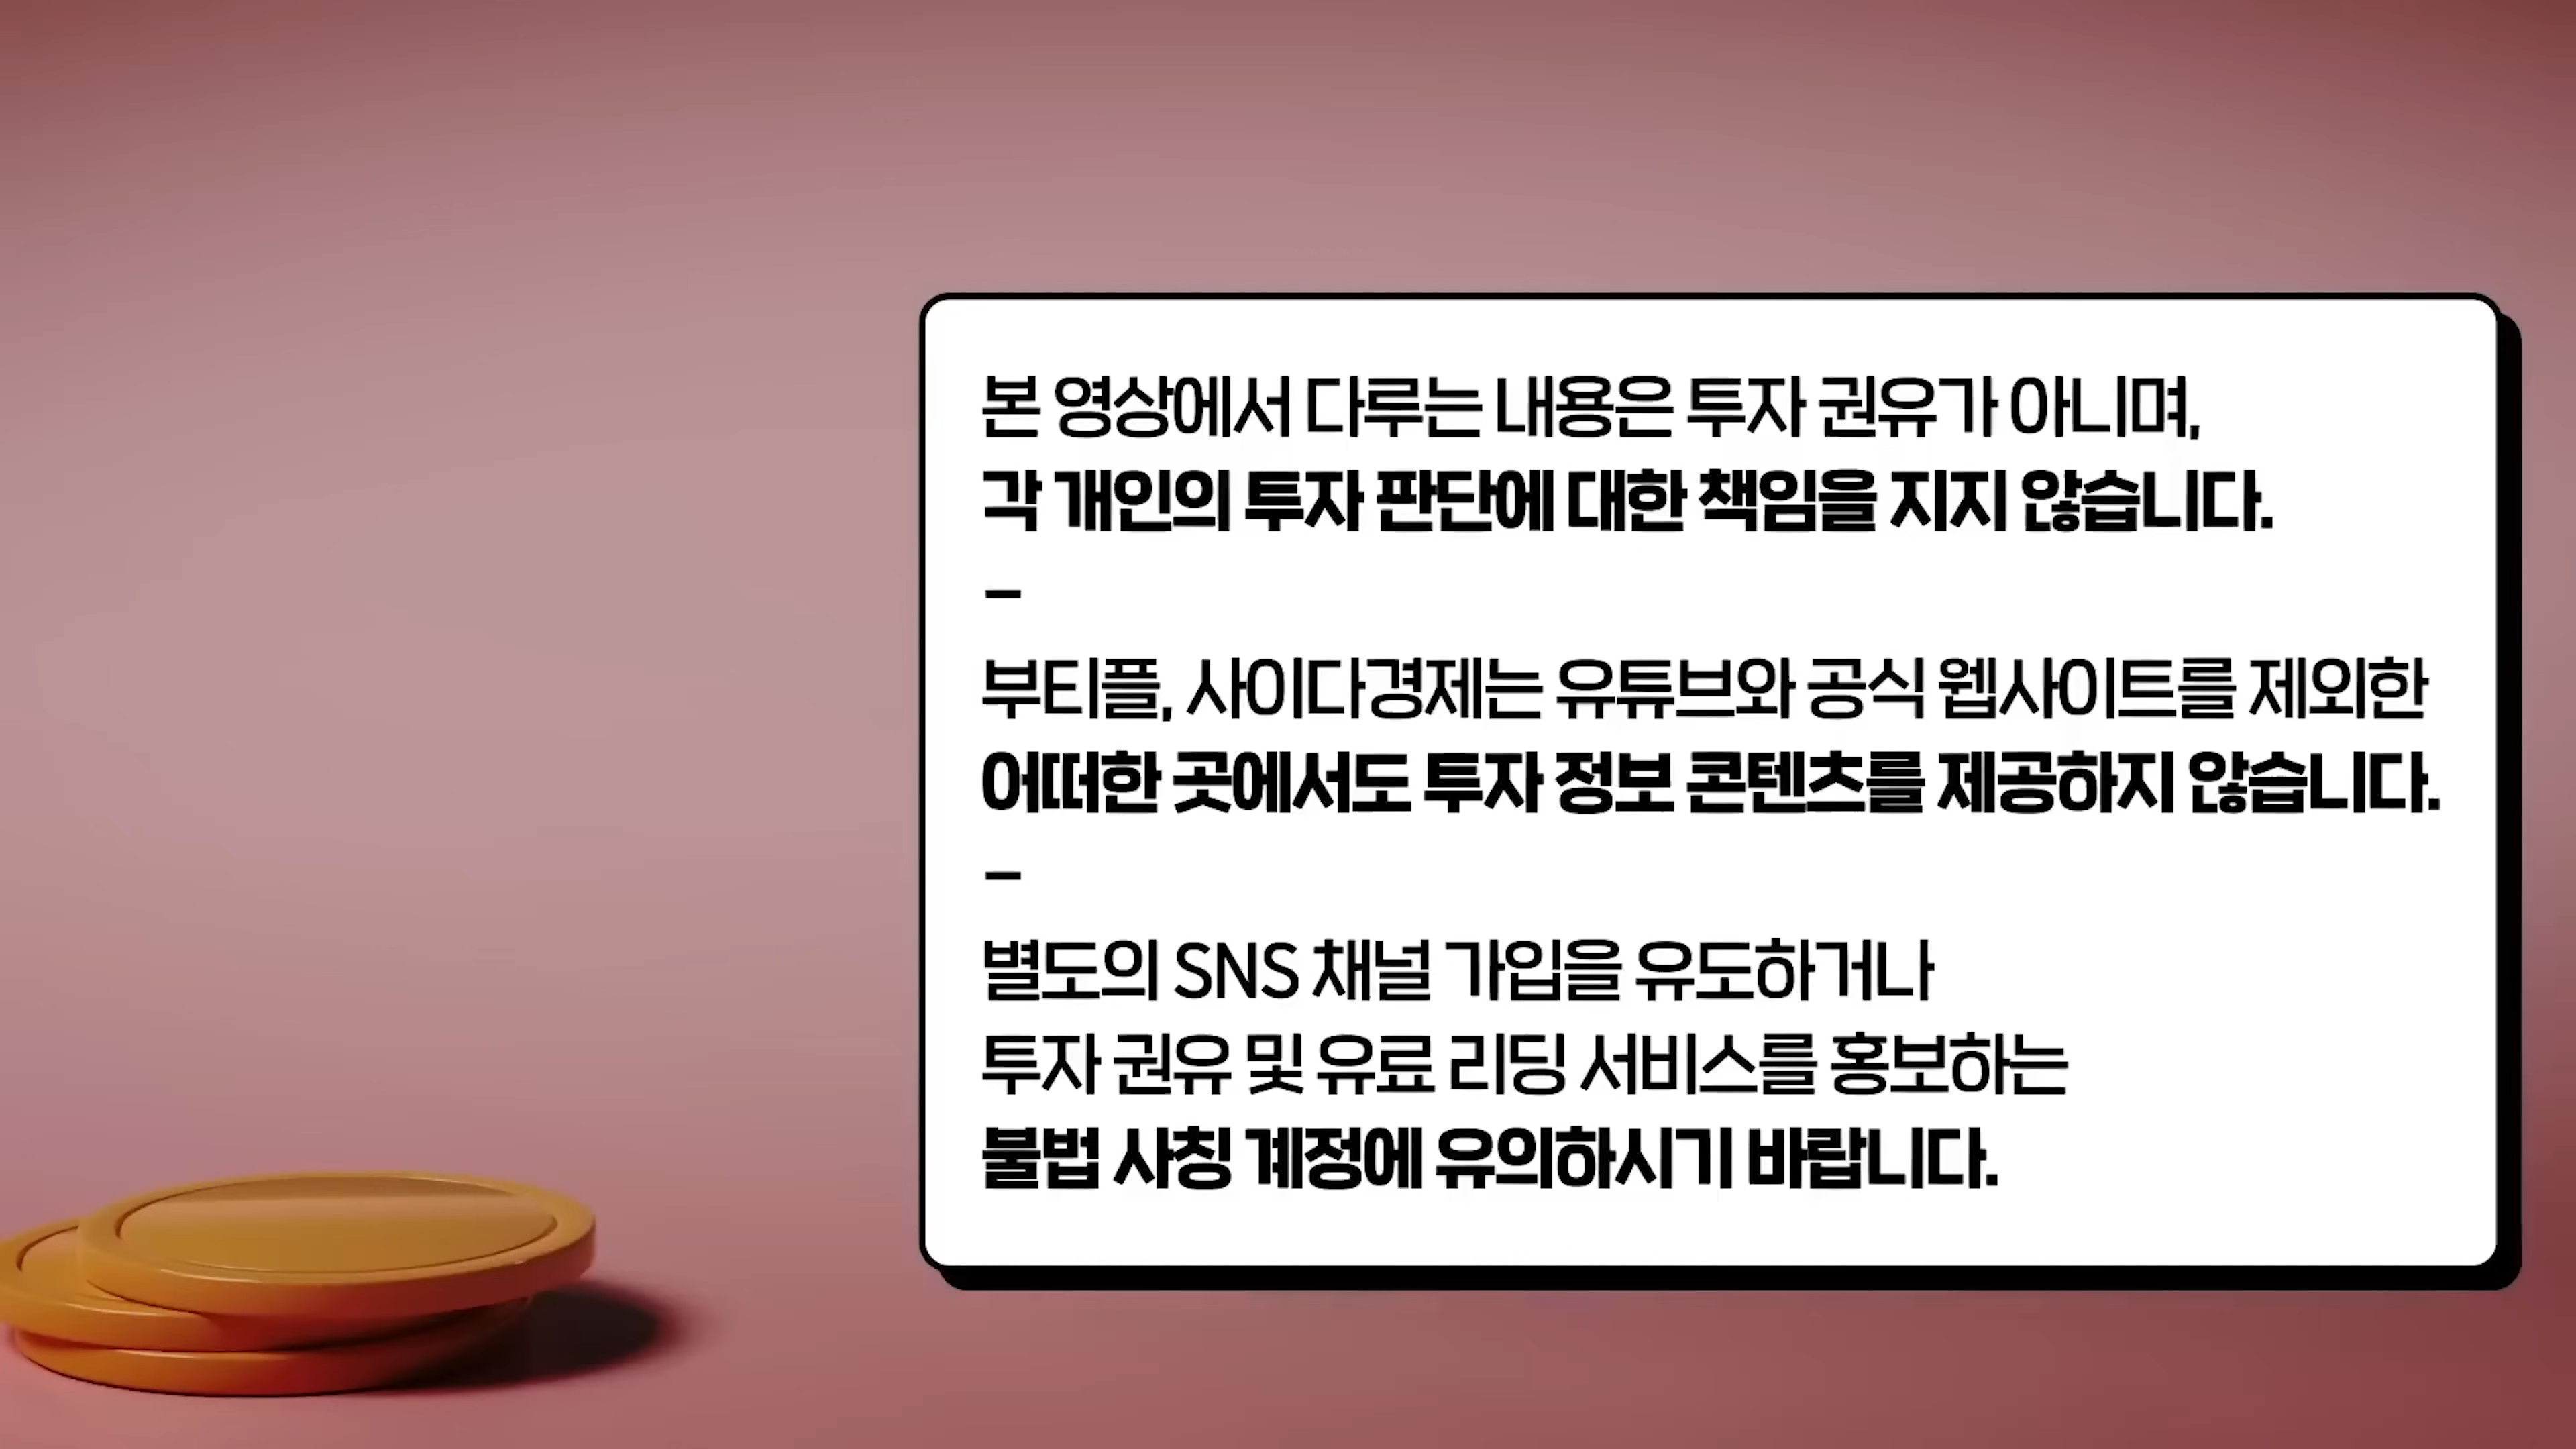 본 영상에서 다루는 내용은 투자 권유가 아니며,
각 개인의 투자 판단에 대한 책임을 지지 않습니다.
–
부티플, 사이다경제는 유튜브와 공식 웹사이트를 제외한
어떠한 곳에서도 투자 정보 콘텐츠를 제공하지 않습니다.
–
별도의 SNS 채널 가입을 유도하거나
투자 권유 및 유료 리딩 서비스를 홍보하는
불법 사칭 계정에 유의하시기 바랍니다.